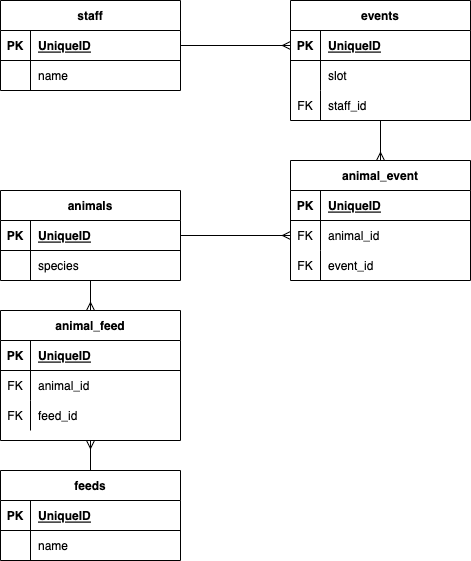 staff
PK UniqueID
name
events
PK UniqueID
slot
FK staff_id
animal_event
PK UniqueID
FK animal_id
FK event_id
animals
PK UniqueID
species
animal_feed
PK UniqueID
FK animal_id
FK feed_id
feeds
PK UniqueID
name